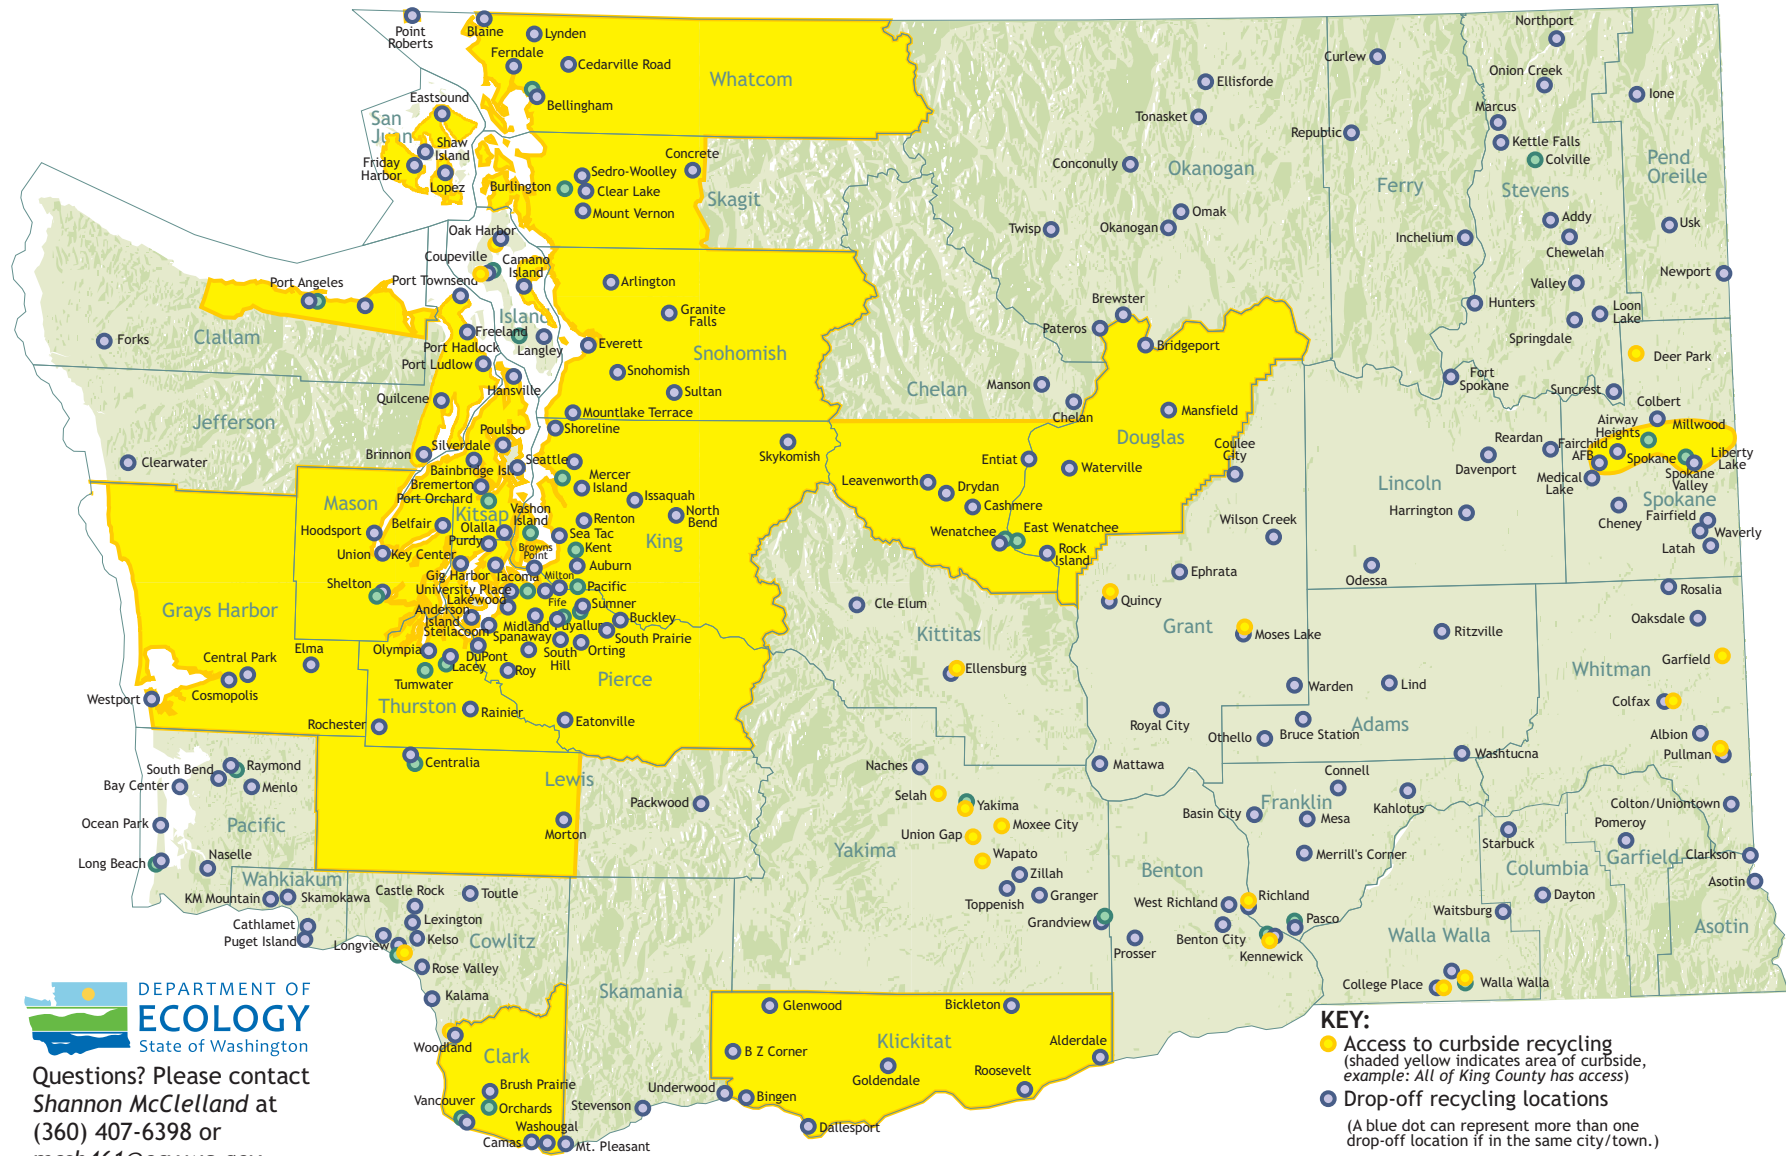 Point
Roberts
Blaine
Lynden
Ferndale
Cedarville Road
Whatcom
Bellingham
Eastsound
San
Juan
Shaw
Island
Friday
Harbor
Lopez
Concrete
Sedro-Woolley
Burlington
Clear Lake
Mount Vernon
Skagit
Oak Harbor
Coupeville
Camano
Island
Port Townsend
Port Angeles
Island
Freeland
Langley
Port Hadlock
Port Ludlow
Hansville
Forks
Clallam
Jefferson
Clearwater
Quilcene
Brinnon
Arlington
Granite
Falls
Everett
Snohomish
Snohomish
Sultan
Mountlake Terrace
Shoreline
Skykomish
Poulsbo
Silverdale
Bainbridge Isl
Seattle
Bremerton
Port Orchard
Mercer
Island
Issaquah
North
Bend
Mason
Kitsap
Vashon
Island
Renton
Sea Tac
King
Hoodsport
Belfair
Olalla
Purdy
Browns
Point
Kent
Auburn
Union
Key Center
Gig Harbor
Tacoma
Milton
Pacific
Shelton
University Place
Lakewood
Fife
Sumner
Anderson
Island
Midland
Puyallup
Buckley
Steilacoom
Spanaway
South Prairie
Grays Harbor
Olympia
DuPont
South
Hill
Orting
Central Park
Elma
Lacey
Roy
Pierce
Cosmopolis
Tumwater
Westport
Thurston
Rainier
Rochester
Eatonville
Centralia
Lewis
South Bend
Raymond
Bay Center
Menlo
Packwood
Morton
Ocean Park
Pacific
Long Beach
Naselle
Wahkiakum
KM Mountain
Skamokawa
Castle Rock
Toutle
Cathlamet
Puget Island
Lexington
Longview
Kelso
Cowlitz
Rose Valley
Kalama
Skamania
Woodland
Clark
Brush Prairie
Vancouver
Orchards
Washougal
Camas
Mt. Pleasant
Stevenson
Underwood
Bingen
Glenwood
Bickleton
B Z Corner
Klickitat
Alderdale
Goldendale
Roosevelt
Dallesport
Ellisforde
Tonasket
Conconully
Okanogan
Twisp
Okanogan
Omak
Brewster
Pateros
Bridgeport
Chelan
Manson
Chelan
Mansfield
Douglas
Coulee
City
Entiat
Waterville
Leavenworth
Drydan
Cashmere
Wenatchee
East Wenatchee
Rock
Island
Wilson Creek
Ephrata
Quincy
Grant
Moses Lake
Cle Elum
Kittitas
Ellensburg
Warden
Royal City
Othello
Bruce Station
Mattawa
Naches
Selah
Yakima
Moxee City
Union Gap
Wapato
Yakima
Zillah
Toppenish
Granger
Grandview
Prosser
Benton
West Richland
Richland
Benton City
Kennewick
Pasco
Basin City
Franklin
Mesa
Connell
Kahlotus
Merrill's Corner
Curlew
Republic
Ferry
Inchelium
Northport
Onion Creek
Marcus
Kettle Falls
Colville
Stevens
Ione
Pend
Oreille
Addy
Chewelah
Usk
Newport
Valley
Hunters
Loon
Lake
Springdale
Deer Park
Fort
Spokane
Suncrest
Colbert
Airway
Heights
Millwood
Reardan
Fairchild
AFB
Spokane
Liberty
Lake
Spokane
Valley
Davenport
Medical
Lake
Lincoln
Spokane
Harrington
Cheney
Fairfield
Waverly
Latah
Odessa
Rosalia
Oaksdale
Ritzville
Whitman
Garfield
Lind
Colfax
Adams
Albion
Washtucna
Pullman
Colton/Uniontown
Pomeroy
Starbuck
Columbia
Garfield
Clarkson
Asotin
Dayton
Waitsburg
Asotin
Walla Walla
College Place
Walla Walla
DEPARTMENT OF
ECOLOGY
State of Washington
Questions? Please contact
Shannon McClelland at
(360) 407-6398 or
KEY:
Access to curbside recycling
(shaded yellow indicates area of curbside,
example: All of King County has access)
Drop-off recycling locations
(A blue dot can represent more than one
drop-off location if in the same city/town.)